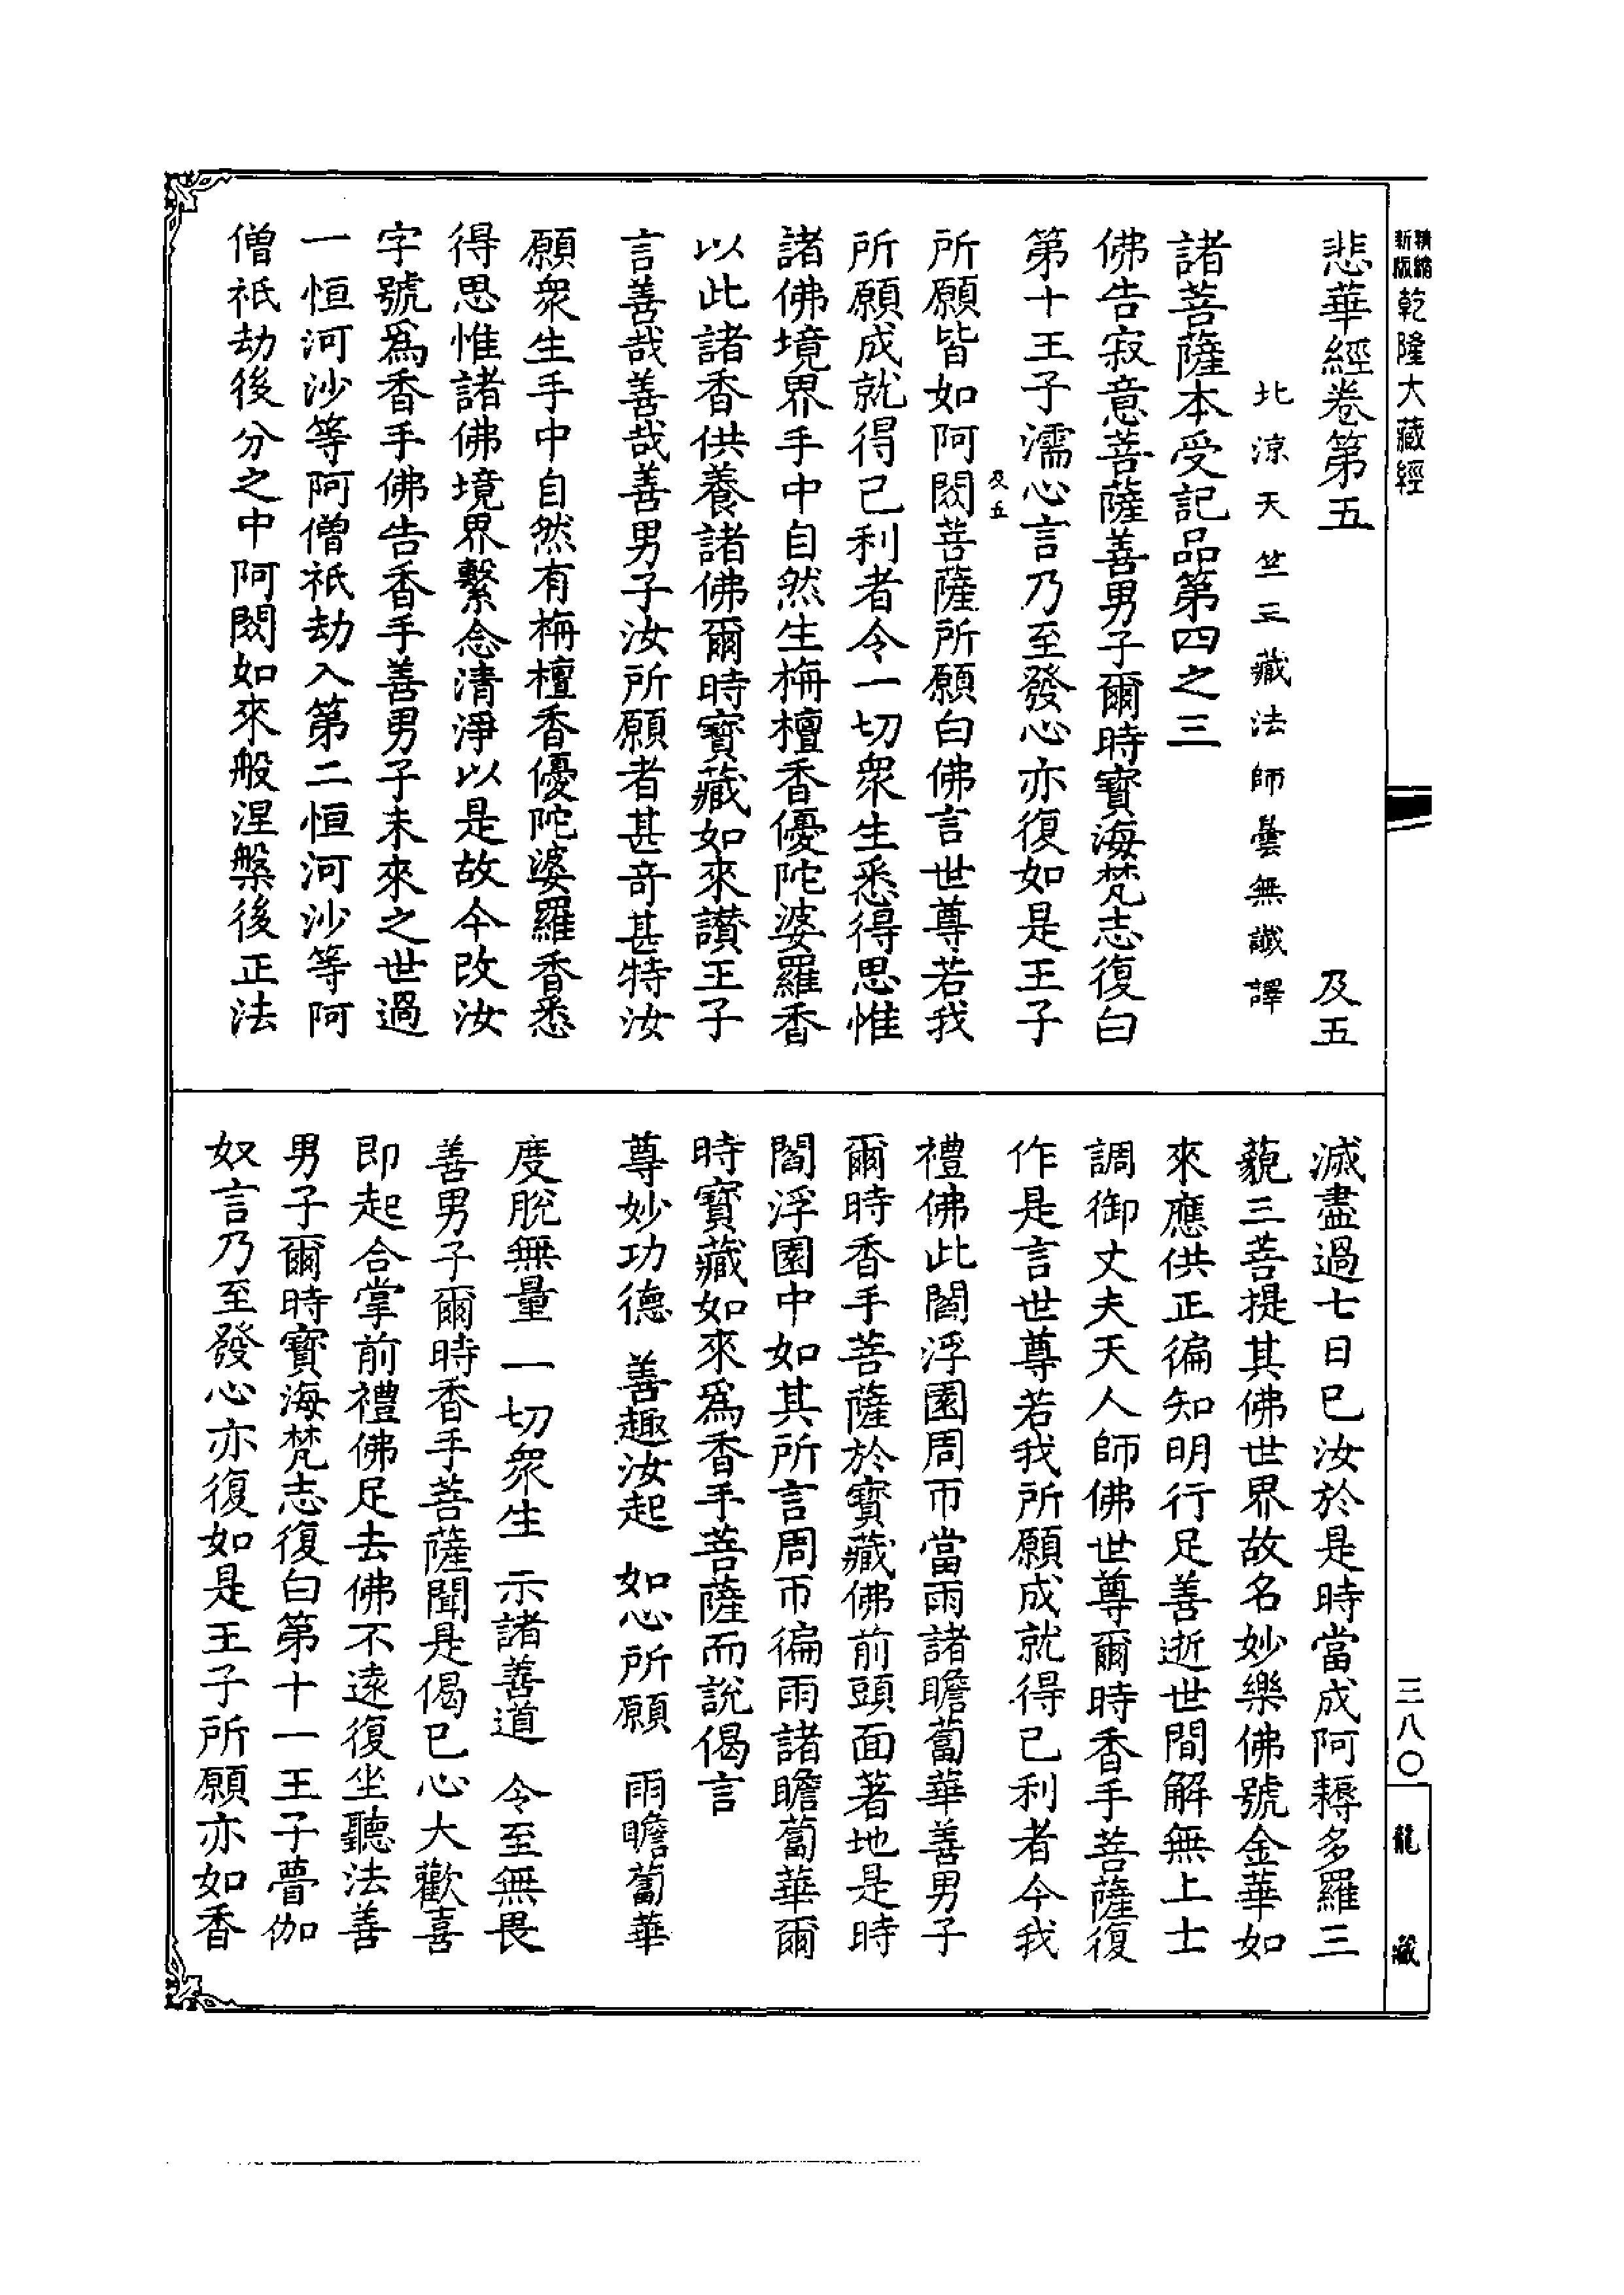 精縮新版乾隆大藏經
悲華經卷第五 及五
北涼天竺三藏法師曇無讖譯
諸菩薩本受記品第四之三
佛告寂意菩薩善男子爾時寶海梵志復白
第十王子濡心言乃至發心亦復如是王子
及五
所願皆如阿閦菩薩所願白佛言世尊若我
所願成就得己利者令一切眾生悉得思惟
諸佛境界手中自然生栴檀香優陀婆羅香
以此諸香供養諸佛爾時寶藏如來讚王子
言善哉善哉善男子汝所願者甚奇甚特汝
願眾生手中自然有栴檀香優陀婆羅香悉
得思惟諸佛境界繫念清淨以是故今改汝
字號為香手佛告香手善男子未來之世過
一恒河沙等阿僧祇劫入第二恒河沙等阿
僧祇劫後分之中阿閦如來般涅槃後正法
滅盡過七日已汝於是時當成阿耨多羅三
藐三菩提其佛世界故名妙樂佛號金華如
來應供正徧知明行足善逝世間解無上士
調御丈夫天人師佛世尊爾時香手菩薩復
作是言世尊若我所願成就得己利者今我
禮佛此閻浮園周帀當雨諸瞻蔔華善男子
爾時香手菩薩於寶藏佛前頭面著地是時
閻浮園中如其所言周帀徧雨諸瞻蔔華爾
時寶藏如來為香手菩薩而說偈言
尊妙功德 善趣汝起 如心所願 雨瞻蔔華
度脫無量 一切眾生 示諸善道 令至無畏
善男子爾時香手菩薩聞是偈已心大歡喜
即起合掌前禮佛足去佛不遠復坐聽法善
男子爾時寶海梵志復白第十一王子瞢伽
奴言乃至發心亦復如是王子所願亦如香
三八〇
龍藏